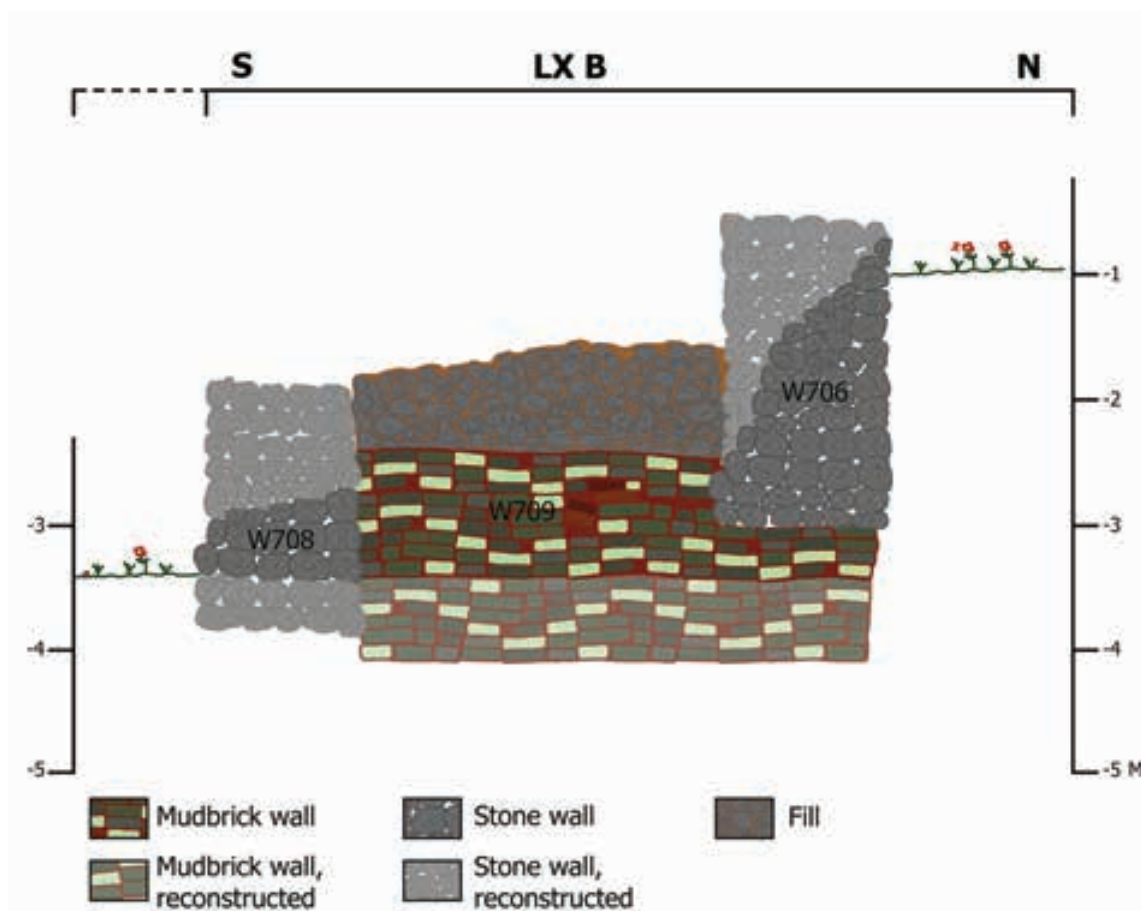 S LX B N
-1
-2
W706
W709
-3 W708 -3
-4 -4
-5 -5 M
Mudbrick wall Stone wall Fill
Mudbrick wall, reconstructed Stone wall, reconstructed